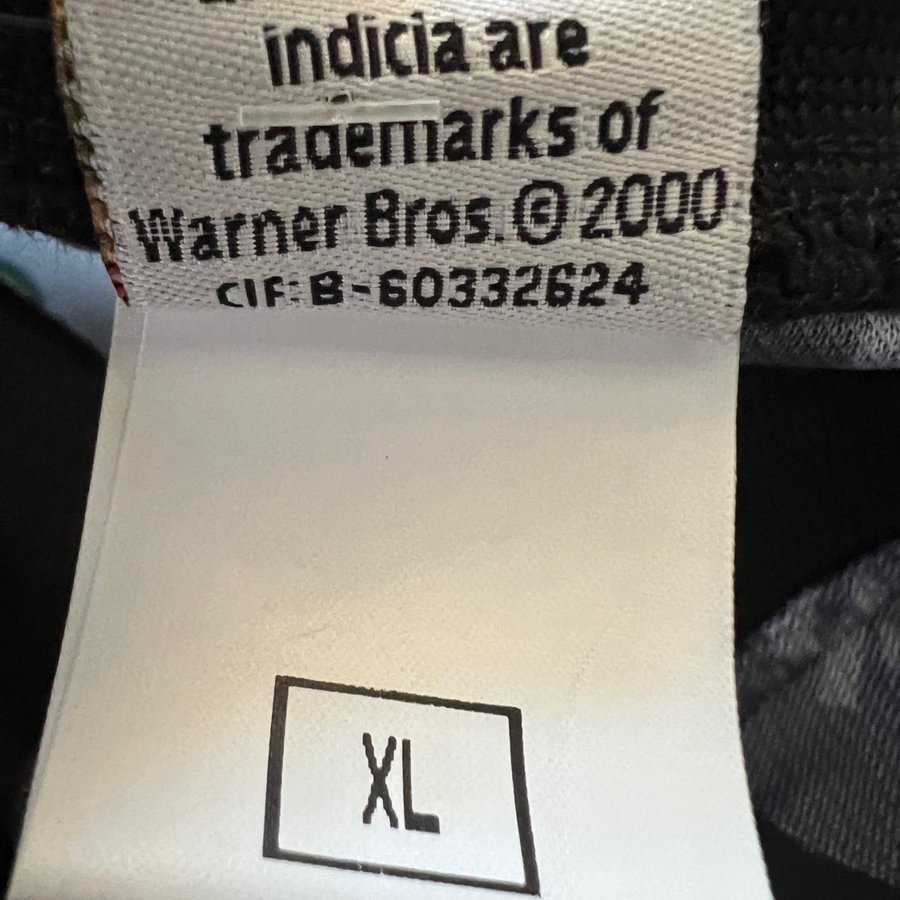 indicia are
trademarks of
Warner Bros. © 2000
CIF: B-60332624
XL